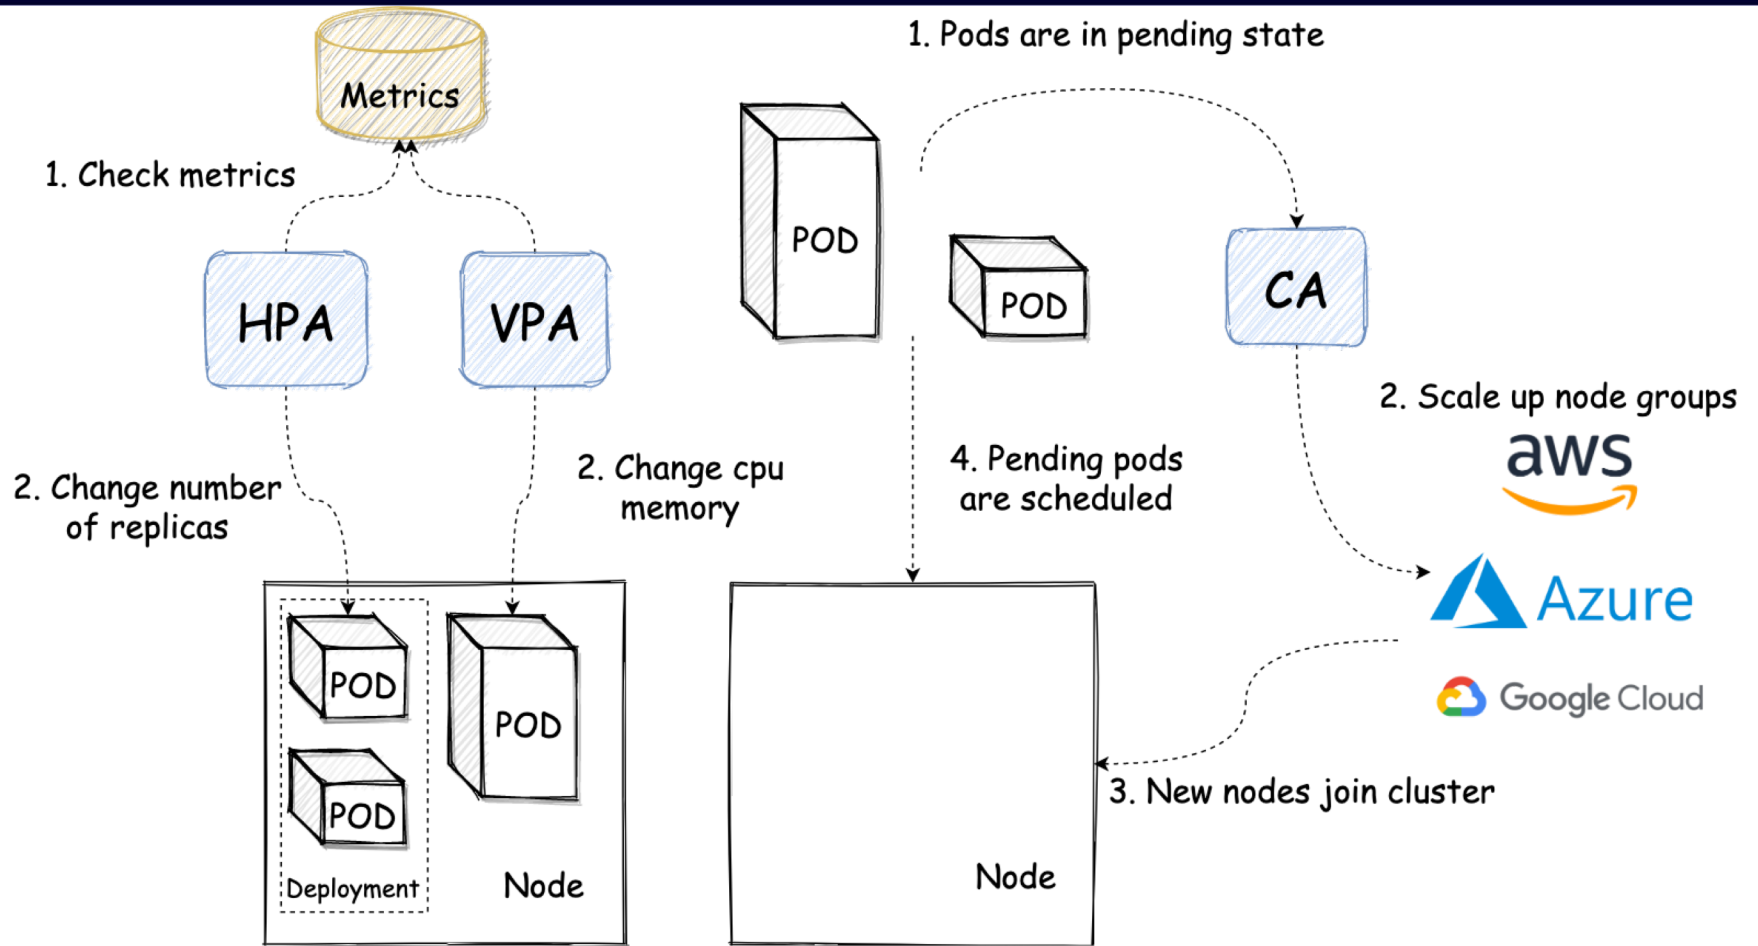 Metrics
1. Check metrics
HPA
VPA
2. Change number
of replicas
2. Change cpu
memory
POD
POD
POD
Deployment
Node
1. Pods are in pending state
POD
POD
CA
2. Scale up node groups
aws
Azure
Google Cloud
3. New nodes join cluster
4. Pending pods
are scheduled
Node